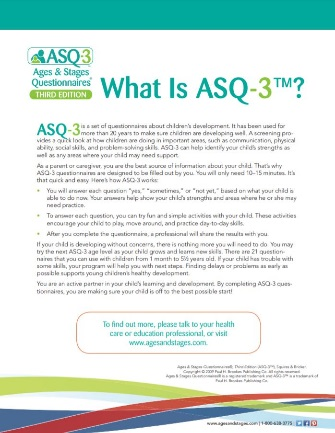 ASQ-3
Ages & Stages
Questionnaires®
THIRD EDITION
What Is ASQ-3™?
ASQ-3 is a set of questionnaires about children's development. It has been used for
more than 20 years to make sure children are developing well. A screening pro-
vides a quick look at how children are doing in important areas, such as communication, physical
ability, social skills, and problem-solving skills. ASQ-3 can help identify your child's strengths as
well as any areas where your child may need support.
As a parent or caregiver, you are the best source of information about your child. That's why
ASQ-3 questionnaires are designed to be filled out by you. You will only need 10–15 minutes. It's
that quick and easy. Here's how ASQ-3 works:
• You will answer each question "yes," "sometimes," or "not yet," based on what your child is
able to do now. Your answers help show your child's strengths and areas where he or she may
need practice.
• To answer each question, you can try fun and simple activities with your child. These activities
encourage your child to play, move around, and practice day-to-day skills.
• After you complete the questionnaire, a professional will share the results with you.
If your child is developing without concerns, there is nothing more you will need to do. You may
try the next ASQ-3 age level as your child grows and learns new skills. There are 21 question-
naires that you can use with children from 1 month to 5½ years old. If your child has trouble with
some skills, your program will help you with next steps. Finding delays or problems as early as
possible supports young children's healthy development.
You are an active partner in your child's learning and development. By completing ASQ-3 ques-
tionnaires, you are making sure your child is off to the best possible start!
To find out more, please talk to your health
care or education professional, or visit
www.agesandstages.com.
Ages & Stages Questionnaires®, Third Edition (ASQ-3™), Squires & Bricker
Copyright © 2009 Paul H. Brookes Publishing Co. All rights reserved.
Ages & Stages Questionnaires® is a registered trademark and ASQ-3™ is a trademark of
Paul H. Brookes Publishing Co.
www.agesandstages.com | 1-800-638-3775